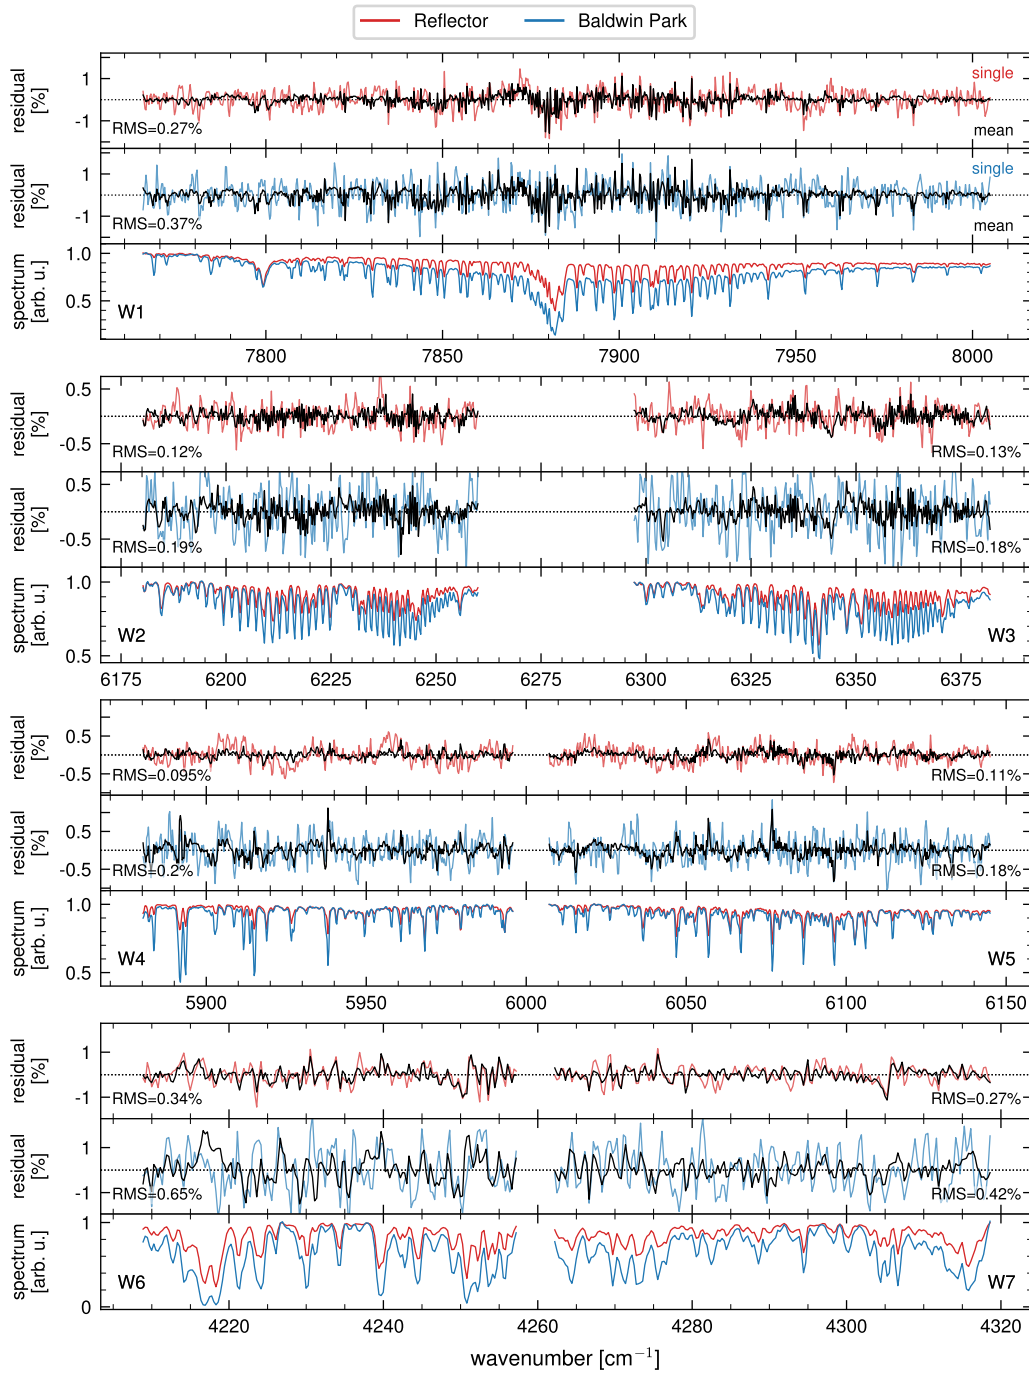 Reflector Baldwin Park
residual [%]
1
-1
single
RMS=0.27%
mean
residual [%]
1
-1
single
RMS=0.37%
mean
spectrum [arb. u.]
1.0
0.5
W1
7800 7850 7900 7950 8000
residual [%]
0.5
-0.5
RMS=0.12% RMS=0.13%
residual [%]
0.5
-0.5
RMS=0.19% RMS=0.18%
spectrum [arb. u.]
1.0
0.5
W2 W3
6175 6200 6225 6250 6275 6300 6325 6350 6375
residual [%]
0.5
-0.5
RMS=0.095% RMS=0.11%
residual [%]
0.5
-0.5
RMS=0.2% RMS=0.18%
spectrum [arb. u.]
1.0
0.5
W4 W5
5900 5950 6000 6050 6100 6150
residual [%]
1
-1
RMS=0.34% RMS=0.27%
residual [%]
1
-1
RMS=0.65% RMS=0.42%
spectrum [arb. u.]
1
0
W6 W7
4220 4240 4260 4280 4300 4320
wavenumber [cm⁻¹]